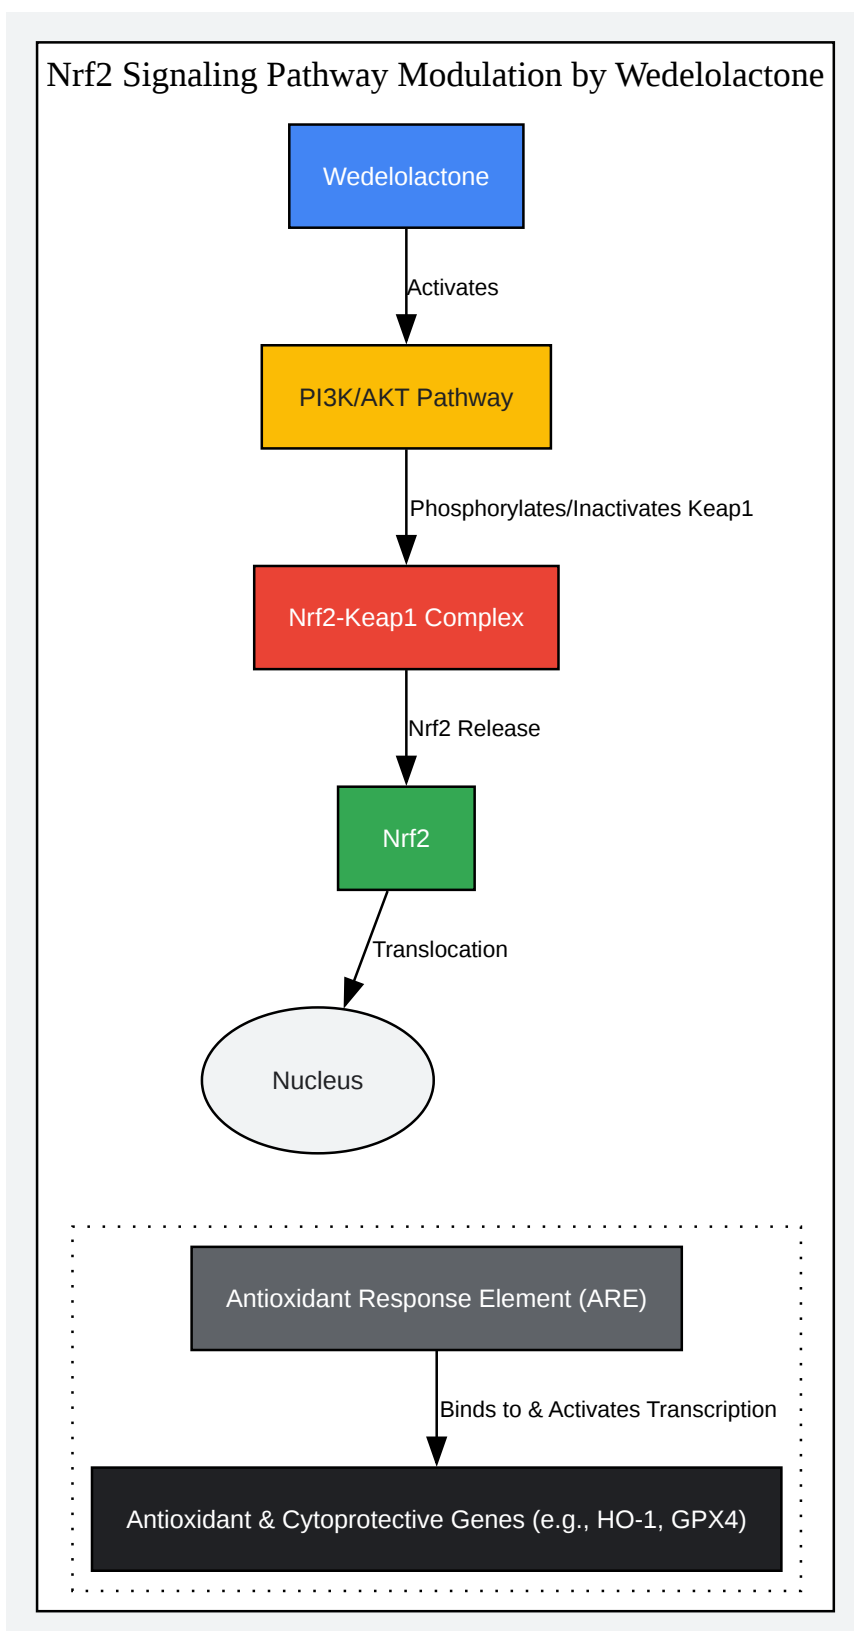 Nrf2 Signaling Pathway Modulation by Wedelolactone
Wedelolactone
Activates
PI3K/AKT Pathway
Phosphorylates/Inactivates Keap1
Nrf2-Keap1 Complex
Nrf2 Release
Nrf2
Translocation
Nucleus
Antioxidant Response Element (ARE)
Binds to & Activates Transcription
Antioxidant & Cytoprotective Genes (e.g., HO-1, GPX4)